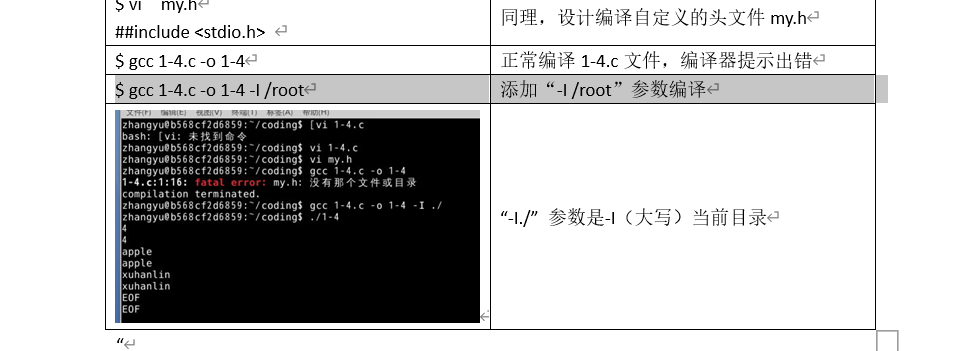 $ vi my.h
##include <stdio.h>
同理，设计编译自定义的头文件 my.h
$ gcc 1-4.c -o 1-4
正常编译 1-4.c 文件，编译器提示出错
$ gcc 1-4.c -o 1-4 -I /root
添加“-I /root”参数编译
文件(F) 编辑(E) 视图(V) 终端(T) 标签(A) 帮助(H)
zhangyu@b568cf2d6859:~/coding$ [vi 1-4.c
bash: [vi: 未找到命令
zhangyu@b568cf2d6859:~/coding$ vi 1-4.c
zhangyu@b568cf2d6859:~/coding$ vi my.h
zhangyu@b568cf2d6859:~/coding$ gcc 1-4.c -o 1-4
1-4.c:1:16: fatal error: my.h: 没有那个文件或目录
compilation terminated.
zhangyu@b568cf2d6859:~/coding$ gcc 1-4.c -o 1-4 -I ./
zhangyu@b568cf2d6859:~/coding$ ./1-4
4
4
apple
apple
xuhanlin
xuhanlin
EOF
EOF
“-I./” 参数是-I（大写）当前目录
“